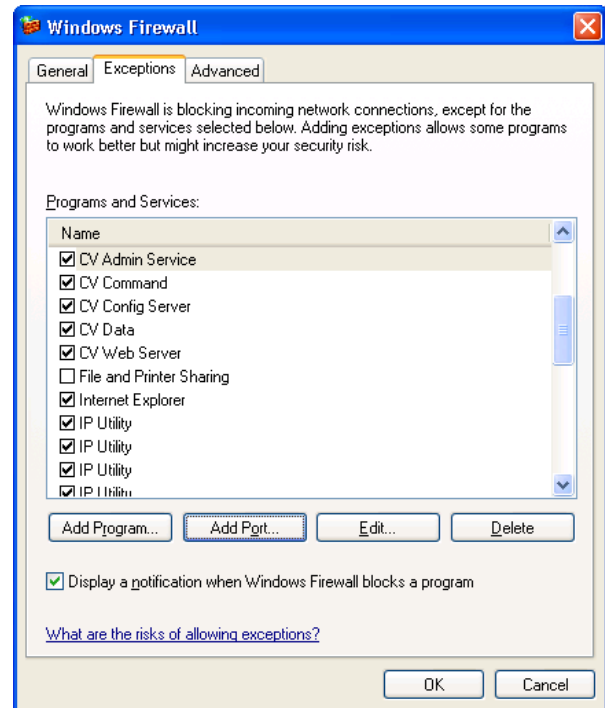 Windows Firewall
General Exceptions Advanced
Windows Firewall is blocking incoming network connections, except for the
programs and services selected below. Adding exceptions allows some programs
to work better but might increase your security risk.
Programs and Services:
Name
CV Admin Service
CV Command
CV Config Server
CV Data
CV Web Server
File and Printer Sharing
Internet Explorer
IP Utility
IP Utility
IP Utility
IP Utility
Add Program... Add Port... Edit... Delete
Display a notification when Windows Firewall blocks a program
What are the risks of allowing exceptions?
OK Cancel